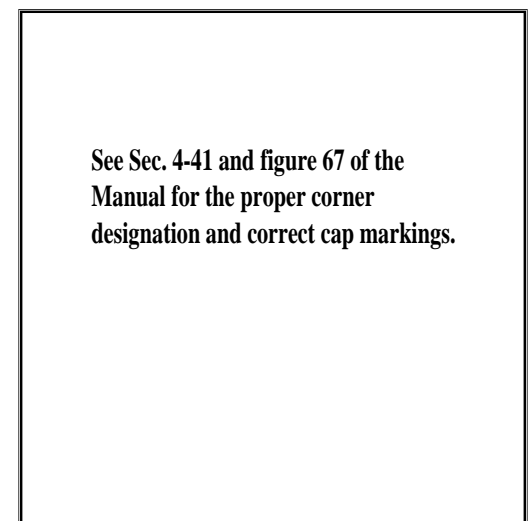 See Sec. 4-41 and figure 67 of the
Manual for the proper corner
designation and correct cap markings.